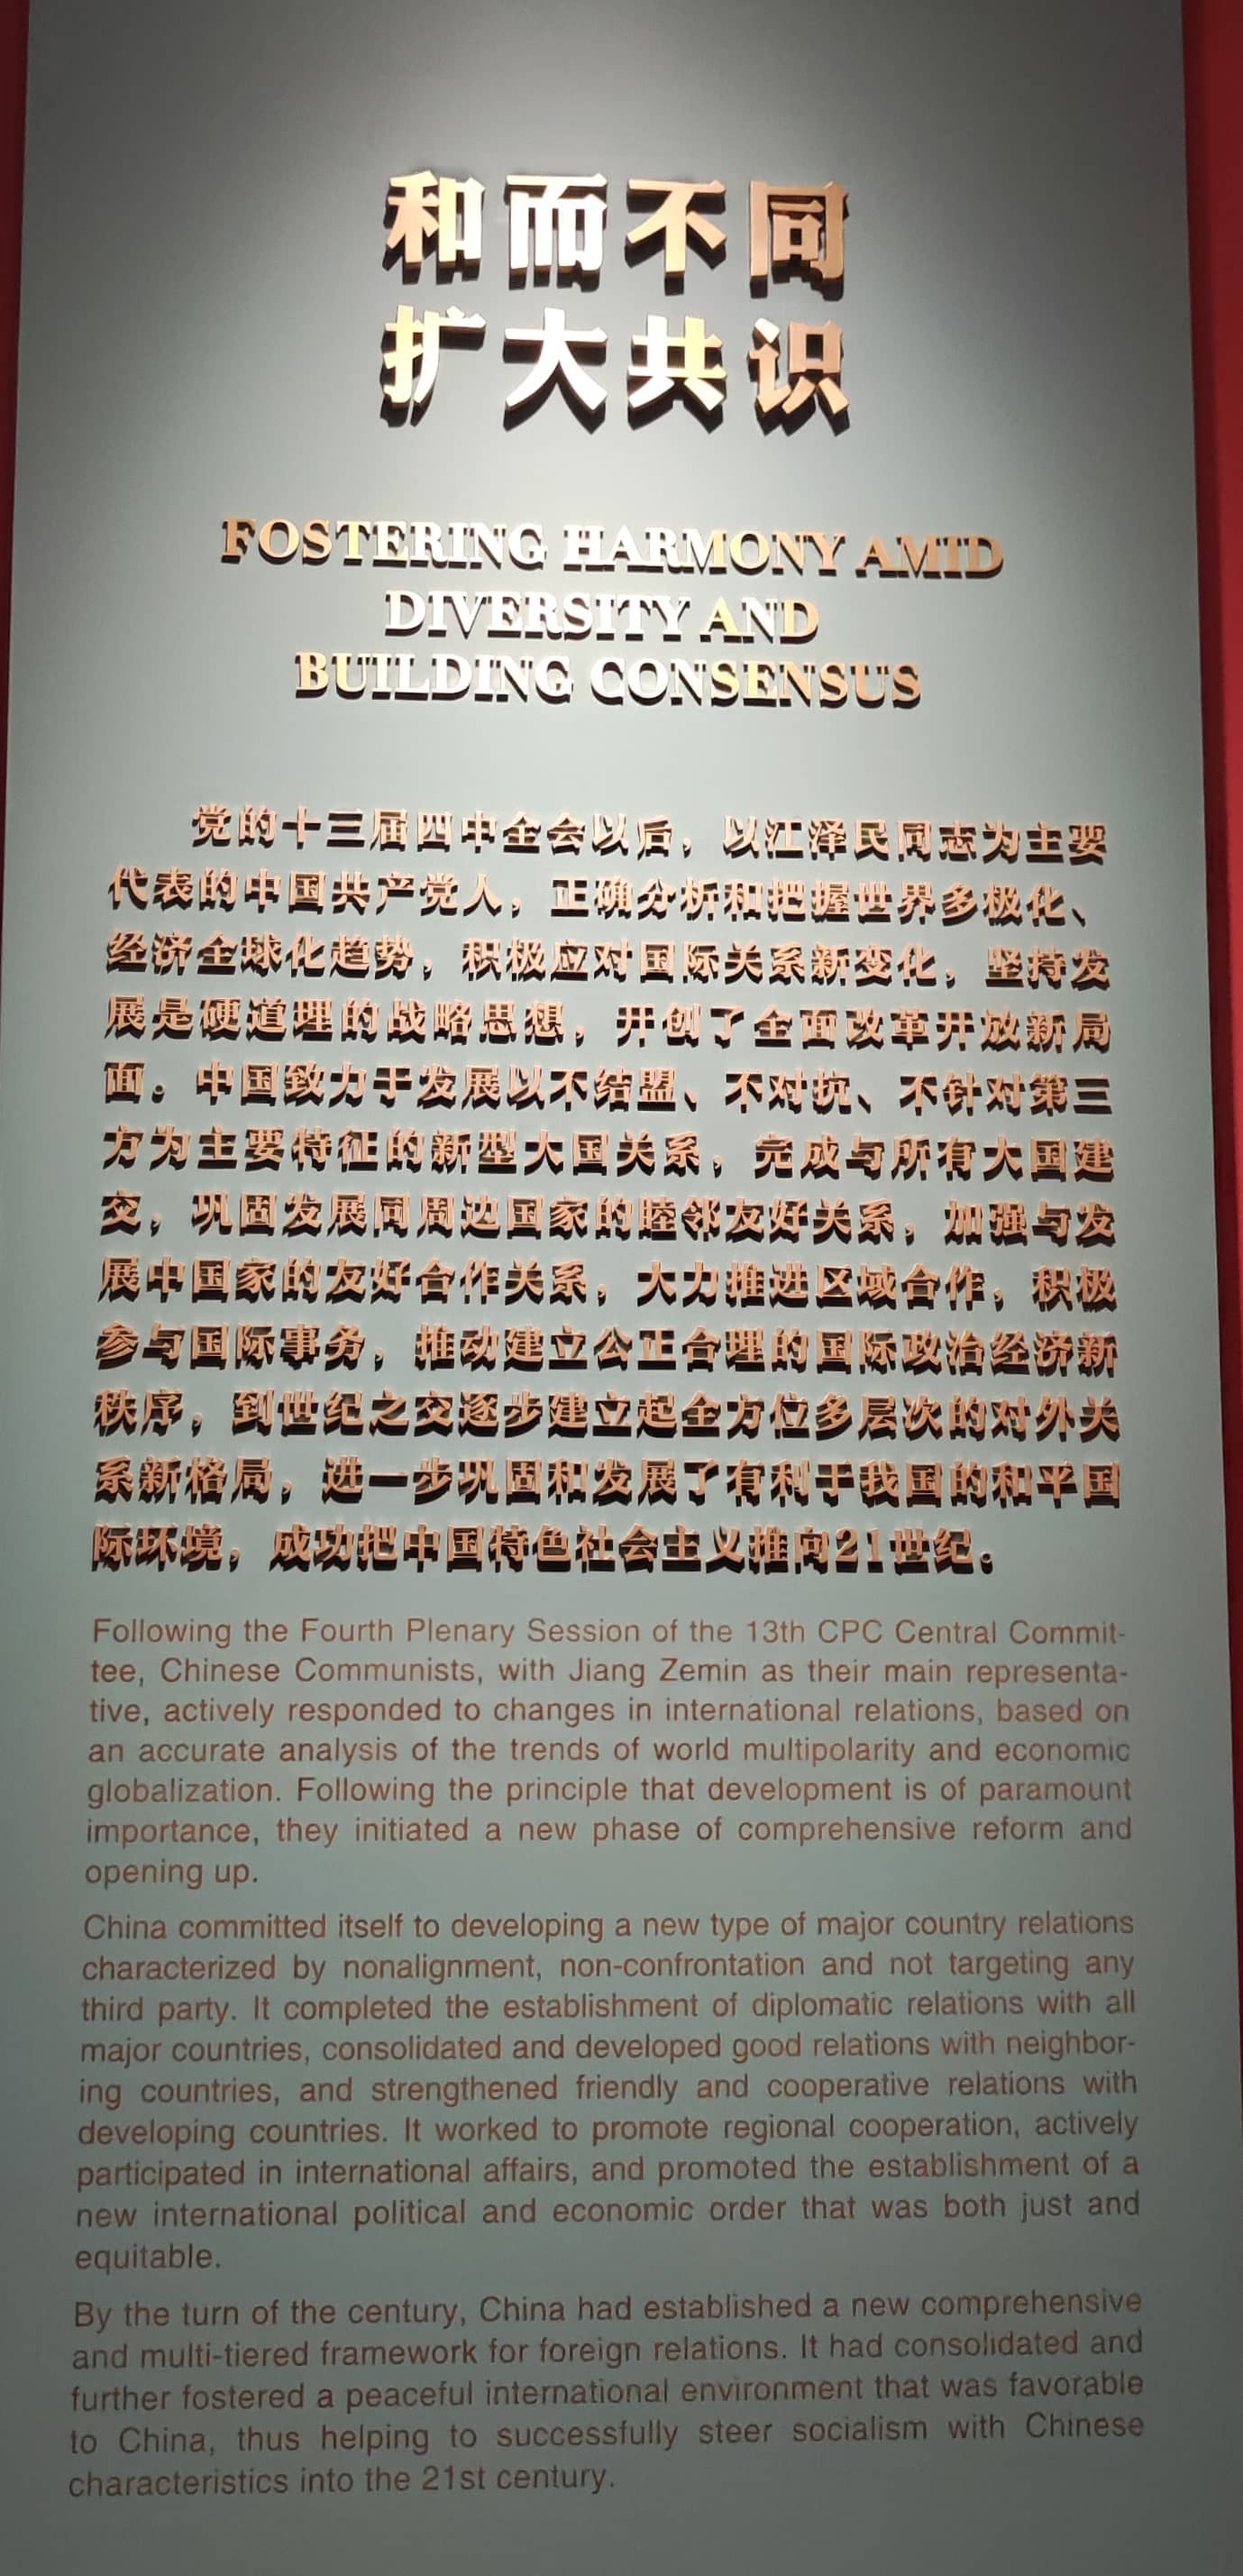 和而不同
扩大共识
FOSTERING HARMONY AMID
DIVERSITY AND
BUILDING CONSENSUS
党的十三届四中全会以后，以江泽民同志为主要
代表的中国共产党人，正确分析和把握世界多极化、
经济全球化趋势，积极应对国际关系新变化，坚持发
展是硬道理的战略思想，开创了全面改革开放新局
面。中国致力于发展以不结盟、不对抗、不针对第三
方为主要特征的新型大国关系，完成与所有大国建
交，巩固发展同周边国家的睦邻友好关系，加强与发
展中国家的友好合作关系，大力推进区域合作，积极
参与国际事务，推动建立公正合理的国际政治经济新
秩序，到世纪之交逐步建立起全方位多层次的对外关
系新格局，进一步巩固和发展了有利于我国的和平国
际环境，成功把中国特色社会主义推向21世纪。
Following the Fourth Plenary Session of the 13th CPC Central Commit-
tee, Chinese Communists, with Jiang Zemin as their main representa-
tive, actively responded to changes in international relations, based on
an accurate analysis of the trends of world multipolarity and economic
globalization. Following the principle that development is of paramount
importance, they initiated a new phase of comprehensive reform and
opening up.
China committed itself to developing a new type of major country relations
characterized by nonalignment, non-confrontation and not targeting any
third party. It completed the establishment of diplomatic relations with all
major countries, consolidated and developed good relations with neighbor-
ing countries, and strengthened friendly and cooperative relations with
developing countries. It worked to promote regional cooperation, actively
participated in international affairs, and promoted the establishment of a
new international political and economic order that was both just and
equitable.
By the turn of the century, China had established a new comprehensive
and multi-tiered framework for foreign relations. It had consolidated and
further fostered a peaceful international environment that was favorable
to China, thus helping to successfully steer socialism with Chinese
characteristics into the 21st century.